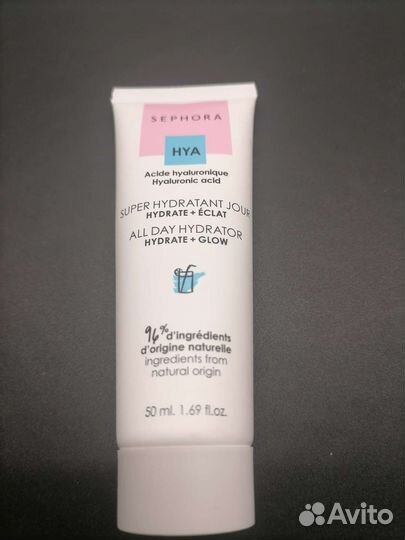 SEPHORA
HYA
Acide hyaluronique
Hyaluronic acid
SUPER HYDRATANT JOUR
HYDRATE + ÉCLAT
ALL DAY HYDRATOR
HYDRATE + GLOW
96% d'ingrédients
d'origine naturelle
ingredients from
natural origin
50 ml. 1.69 fl.oz.
Avito